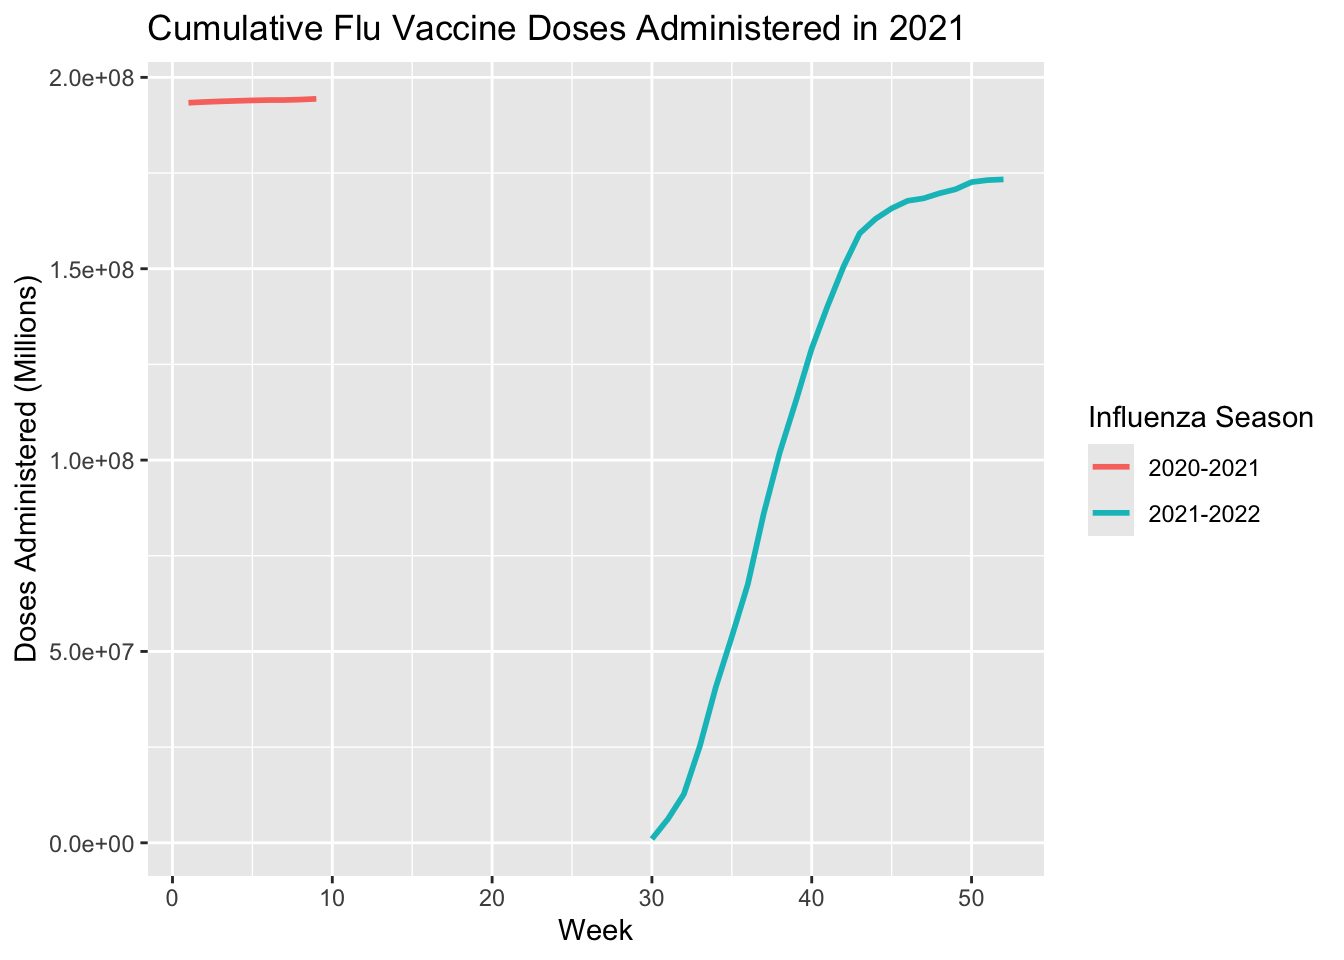 Cumulative Flu Vaccine Doses Administered in 2021
Doses Administered (Millions)
2.0e+08
1.5e+08
1.0e+08
5.0e+07
0.0e+00
0 10 20 30 40 50
Week
Influenza Season
2020-2021
2021-2022